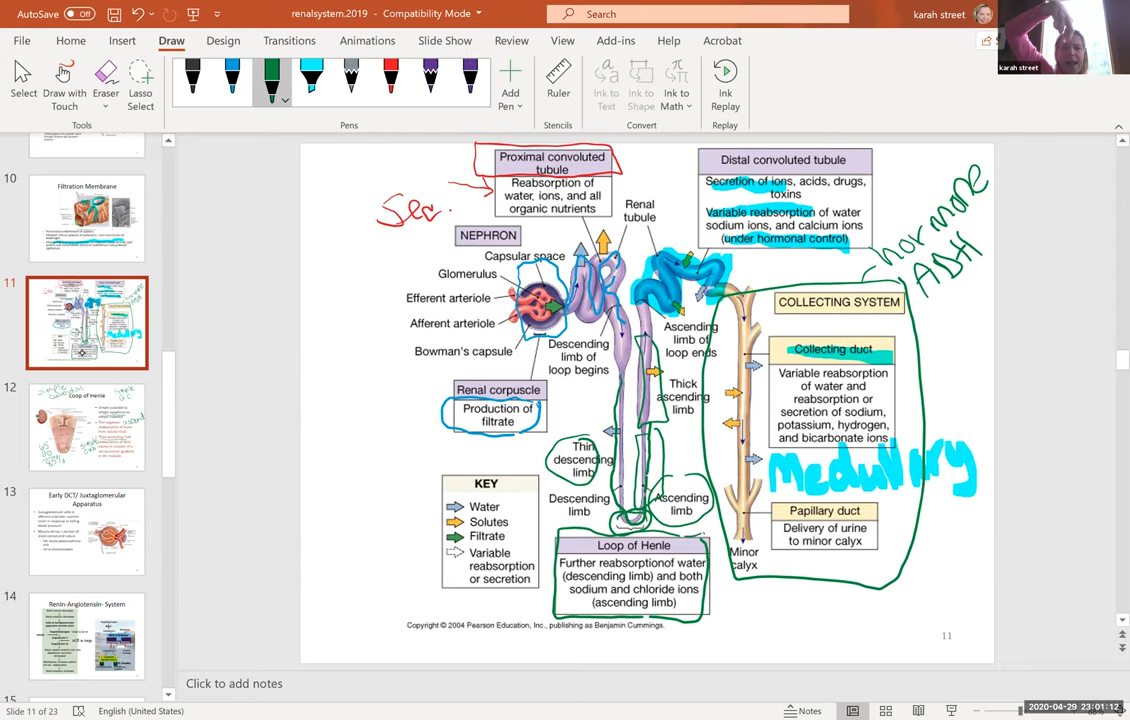 AutoSave Off
renalsystem.2019 - Compatibility Mode
Search
karah street
File Home Insert Draw Design Transitions Animations Slide Show Review View Add-ins Help Acrobat
Select
Draw with Touch
Eraser
Lasso Select
Add Pen
Ruler
Ink to Text
Ink to Shape
Ink to Math
Ink Replay
Tools
Pens
Stencils
Convert
Replay
karah street
10
Filtration Membrane
11
12
Loop of Henle
13
Early DCT/ Juxtaglomerular
Apparatus
14
Renin-Angiotensin- System
15
Proximal convoluted
tubule
Reabsorption of
water, ions, and all
organic nutrients
Distal convoluted tubule
Secretion of ions, acids, drugs,
toxins
Variable reabsorption of water
sodium ions, and calcium ions
(under hormonal control)
hormone
ADH
Renal
tubule
NEPHRON
Capsular space
Glomerulus
Efferent arteriole
Afferent arteriole
Bowman's capsule
Descending
limb of
loop begins
Ascending
limb of
loop ends
Thick
ascending
limb
Renal corpuscle
Production of
filtrate
Thin
descending
limb
Descending
limb
Ascending
limb
COLLECTING SYSTEM
Collecting duct
Variable reabsorption
of water and
reabsorption or
secretion of sodium,
potassium, hydrogen,
and bicarbonate ions
Medullary
Papillary duct
Delivery of urine
to minor calyx
Minor
calyx
KEY
Water
Solutes
Filtrate
Variable
reabsorption
or secretion
Loop of Henle
Further reabsorptionof water
(descending limb) and both
sodium and chloride ions
(ascending limb)
Copyright © 2004 Pearson Education, Inc., publishing as Benjamin Cummings.
11
Click to add notes
Slide 11 of 23
English (United States)
Notes
2020-04-29 23:01:12